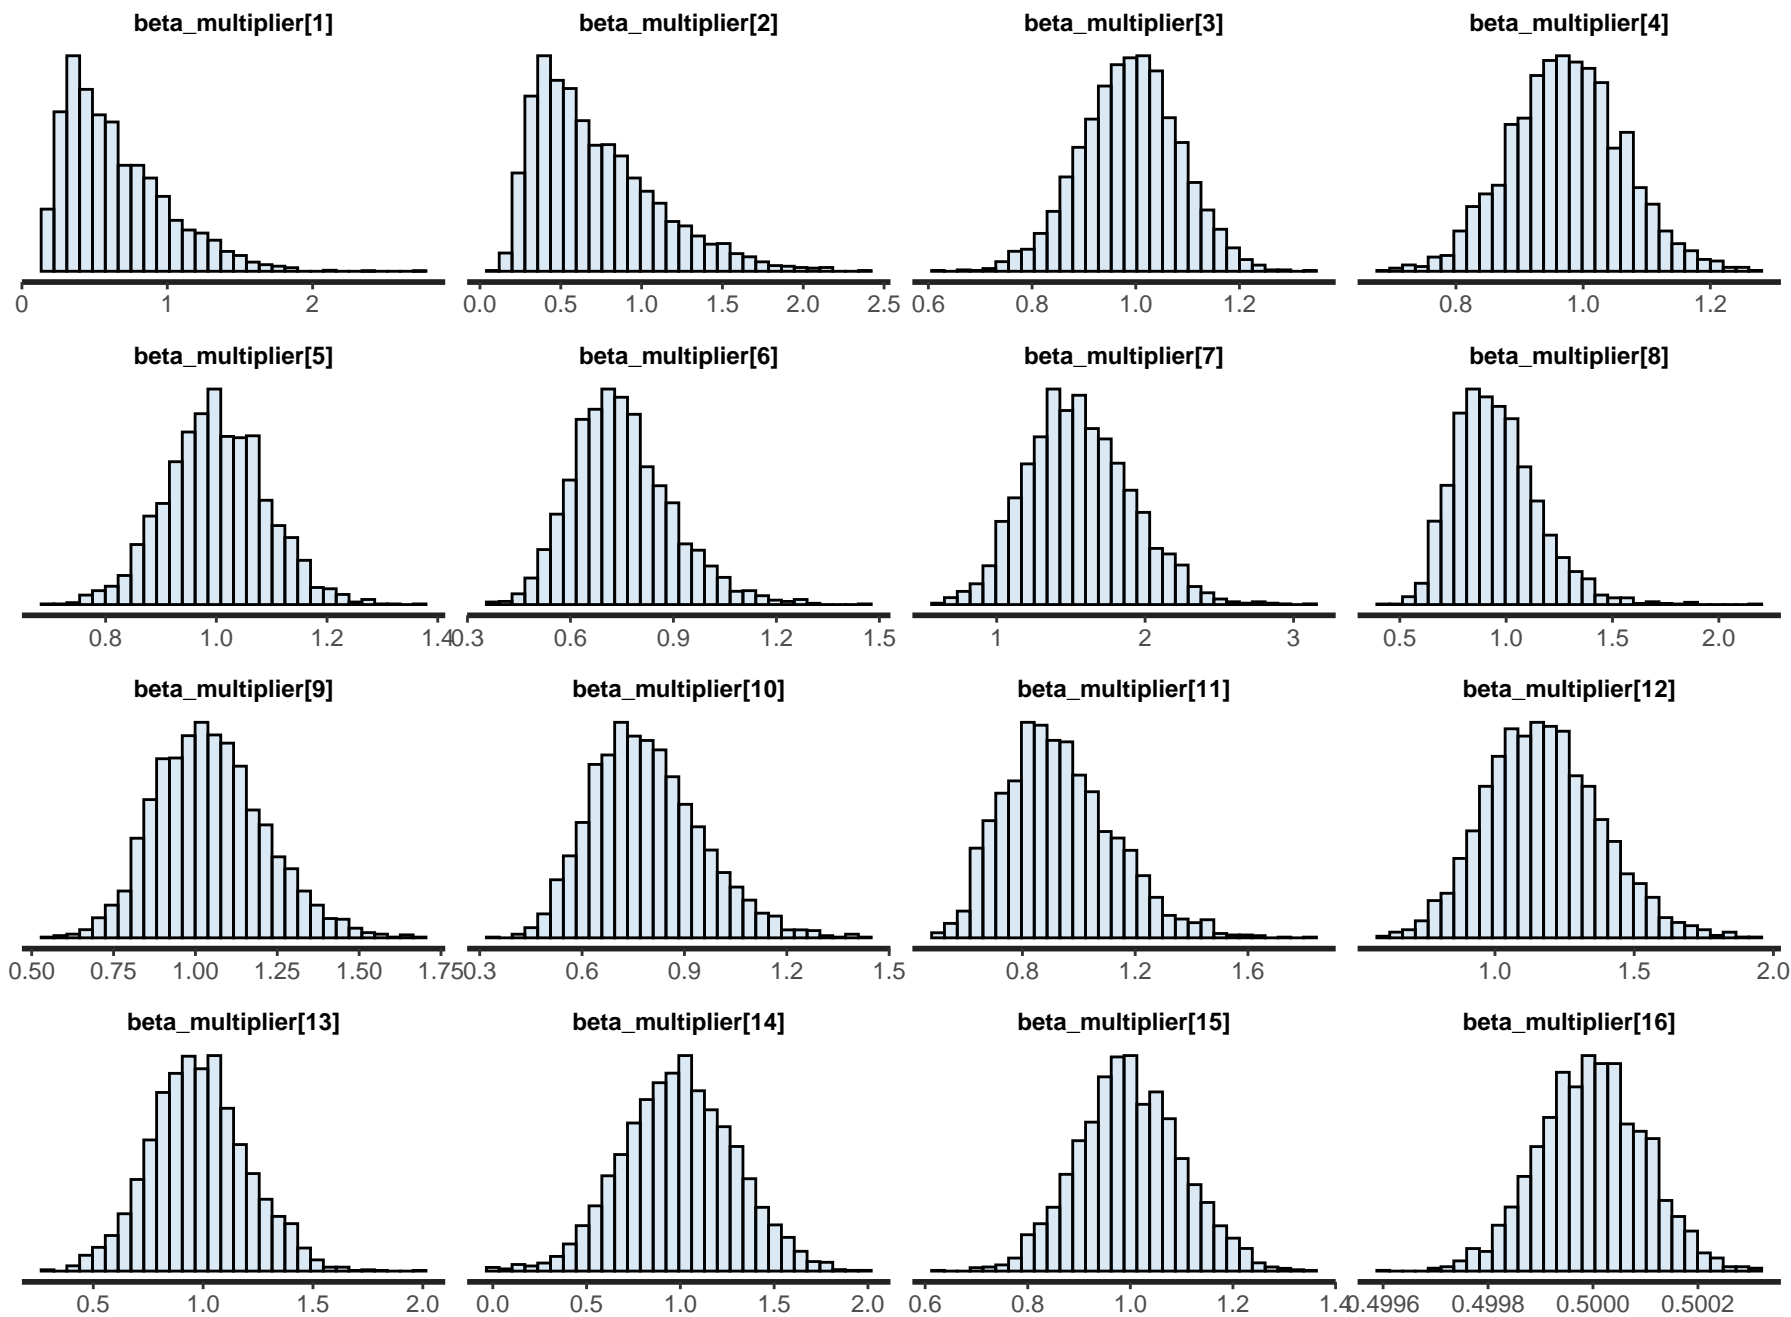 beta_multiplier[1] beta_multiplier[2] beta_multiplier[3] beta_multiplier[4]
0 1 2 0.0 0.5 1.0 1.5 2.0 2.5 0.6 0.8 1.0 1.2 0.8 1.0 1.2
beta_multiplier[5] beta_multiplier[6] beta_multiplier[7] beta_multiplier[8]
0.8 1.0 1.2 1.4 0.3 0.6 0.9 1.2 1.5 1 2 3 0.5 1.0 1.5 2.0
beta_multiplier[9] beta_multiplier[10] beta_multiplier[11] beta_multiplier[12]
0.50 0.75 1.00 1.25 1.50 1.75 0.3 0.6 0.9 1.2 1.5 0.8 1.2 1.6 1.0 1.5 2.0
beta_multiplier[13] beta_multiplier[14] beta_multiplier[15] beta_multiplier[16]
0.5 1.0 1.5 2.0 0.0 0.5 1.0 1.5 2.0 0.6 0.8 1.0 1.2 1.4 0.4996 0.4998 0.5000 0.5002